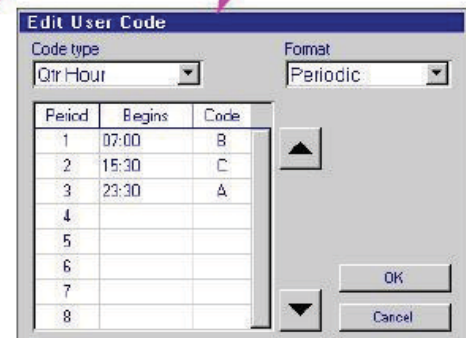 Edit User Code
Code type
Format
Qtr Hour
Periodic
Period Begins Code
1 07:00 B
2 15:30 C
3 23:30 A
4
5
6
7
8
OK
Cancel